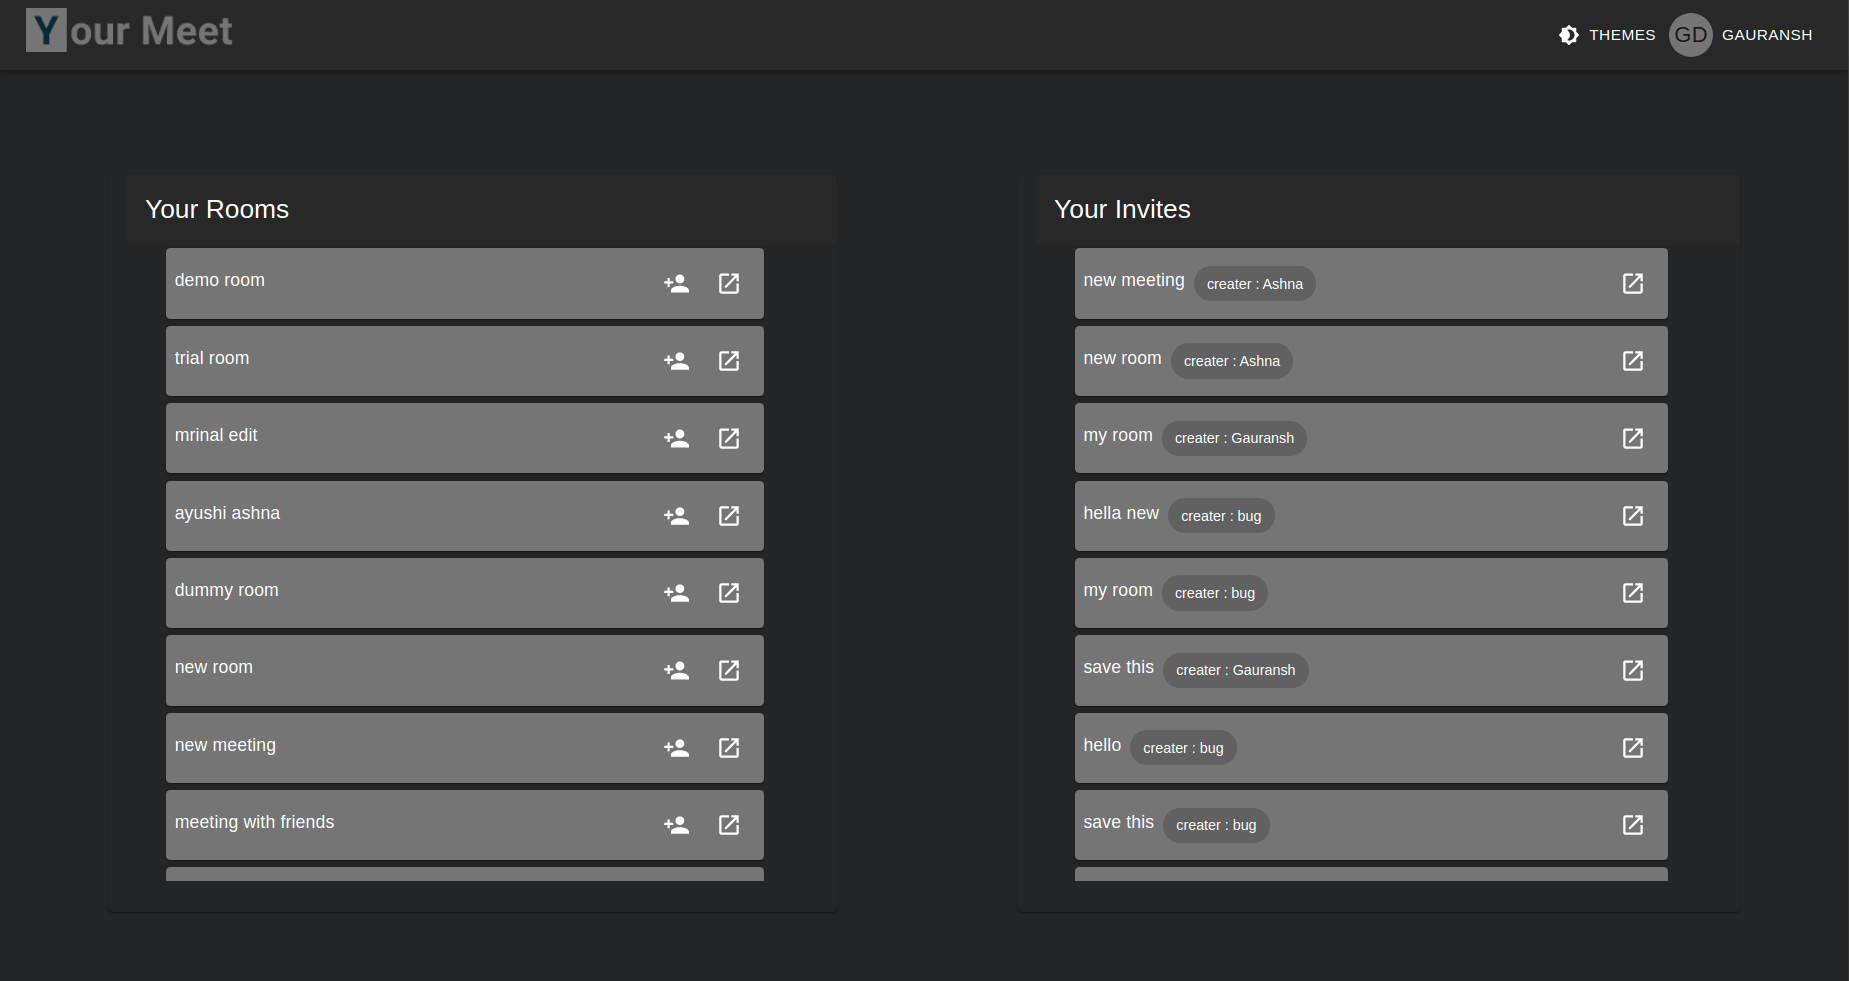 Your Meet
THEMES
GD
GAURANSH
Your Rooms
demo room
trial room
mrinal edit
ayushi ashna
dummy room
new room
new meeting
meeting with friends
Your Invites
new meeting creater : Ashna
new room creater : Ashna
my room creater : Gauransh
hella new creater : bug
my room creater : bug
save this creater : Gauransh
hello creater : bug
save this creater : bug